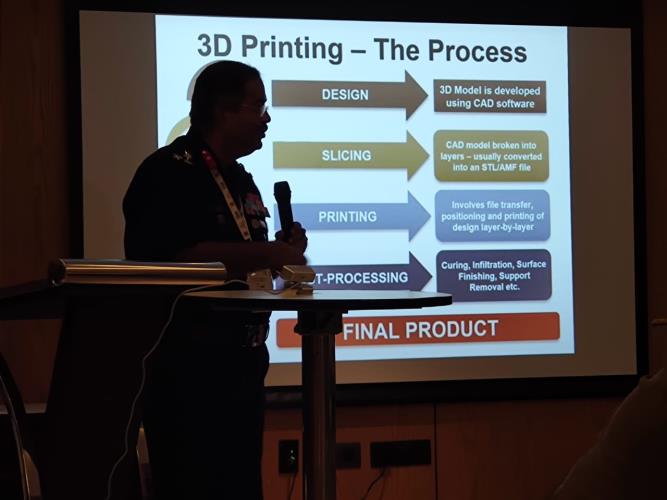 3D Printing – The Process
DESIGN
3D Model is developed
using CAD software
SLICING
CAD model broken into
layers – usually converted
into an STL/AMF file
PRINTING
Involves file transfer,
positioning and printing of
design layer-by-layer
T-PROCESSING
Curing, Infiltration, Surface
Finishing, Support
Removal etc.
FINAL PRODUCT